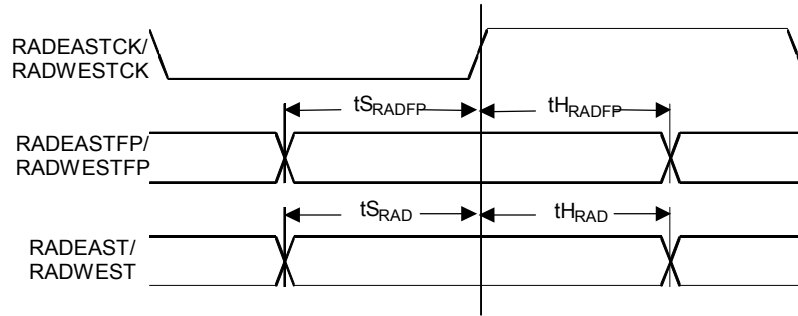 RADEASTCK/
RADWESTCK
tSRADFP
tHRADFP
RADEASTFP/
RADWESTFP
tSRAD
tHRAD
RADEAST/
RADWEST